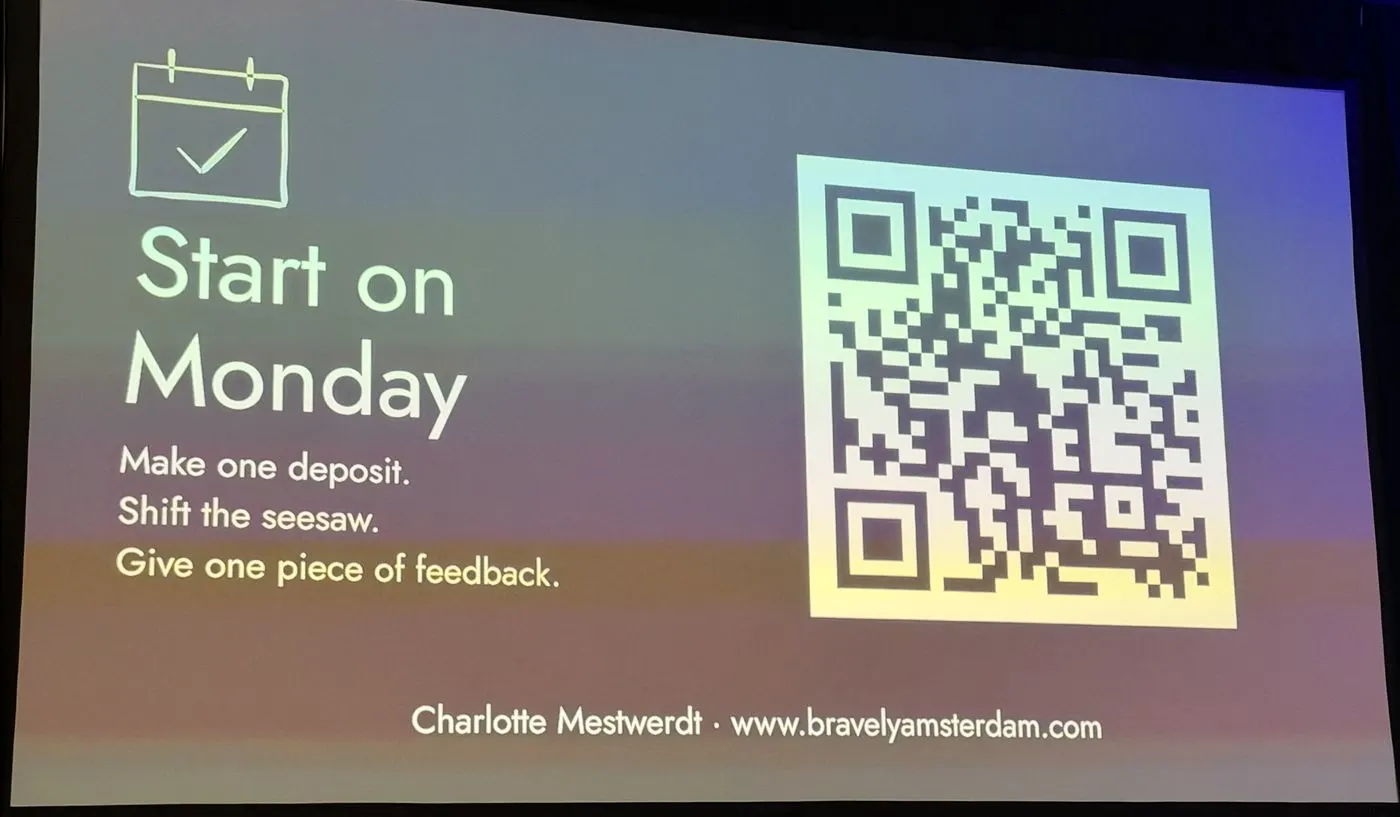 Start on
Monday
Make one deposit.
Shift the seesaw.
Give one piece of feedback.
Charlotte Mestwerdt · www.bravelyamsterdam.com